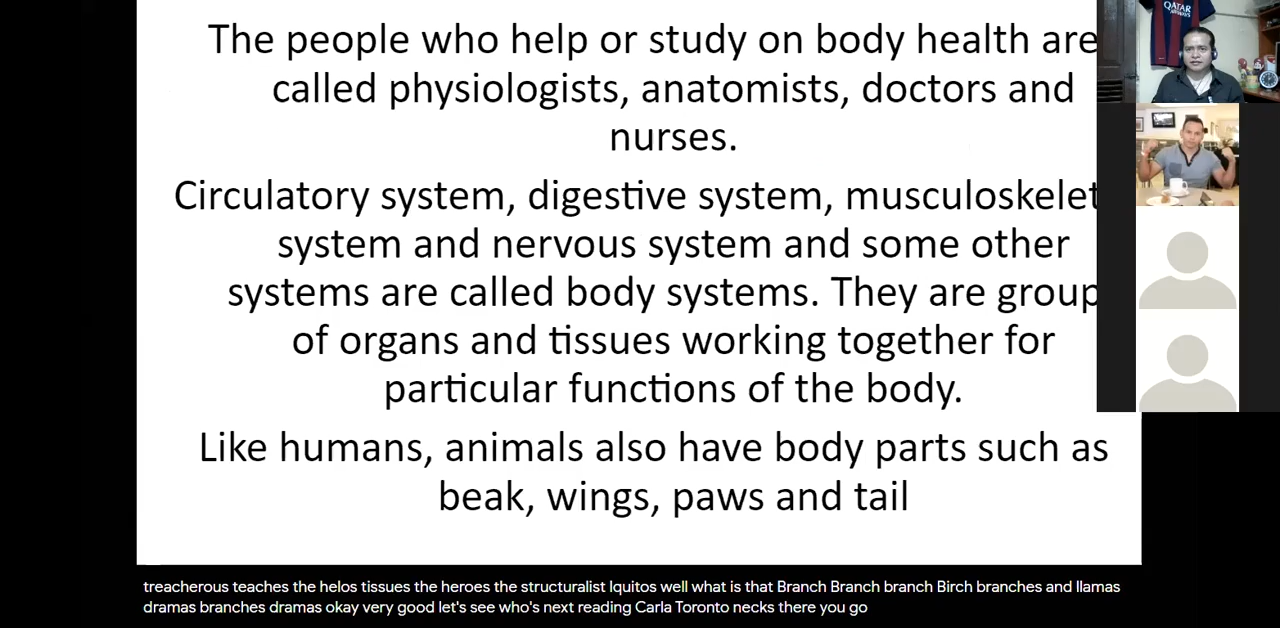 The people who help or study on body health are
called physiologists, anatomists, doctors and
nurses.
Circulatory system, digestive system, musculoskelet
system and nervous system and some other
systems are called body systems. They are group
of organs and tissues working together for
particular functions of the body.
Like humans, animals also have body parts such as
beak, wings, paws and tail
QATAR
AIRWAYS
treacherous teaches the helos tissues the heroes the structuralist Iquitos well what is that Branch Branch branch Birch branches and llamas
dramas branches dramas okay very good let's see who's next reading Carla Toronto necks there you go